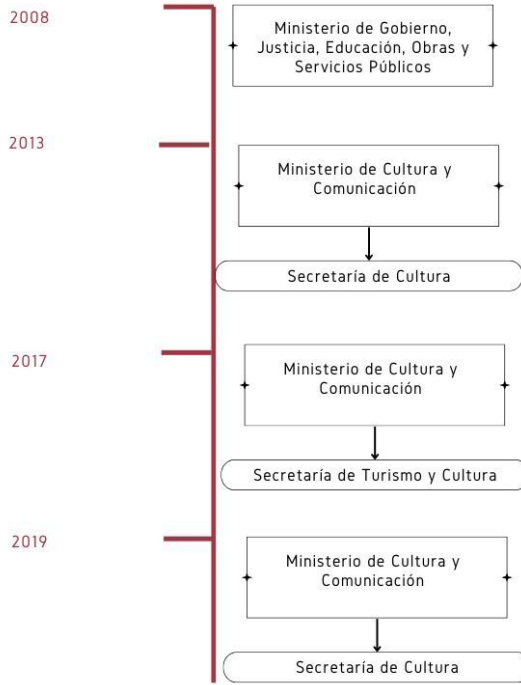 2008
Ministerio de Gobierno,
Justicia, Educación, Obras y
Servicios Públicos
2013
Ministerio de Cultura y
Comunicación
Secretaría de Cultura
2017
Ministerio de Cultura y
Comunicación
Secretaría de Turismo y Cultura
2019
Ministerio de Cultura y
Comunicación
Secretaría de Cultura